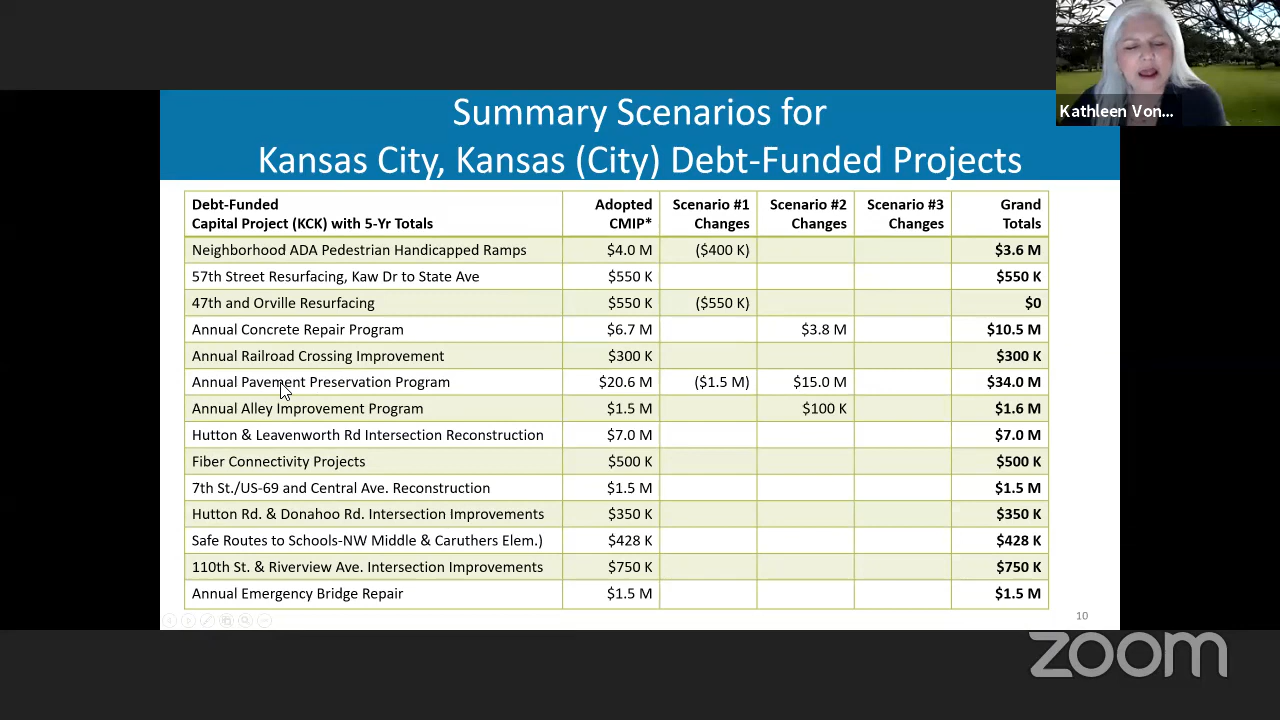 Kathleen Von...
Summary Scenarios for
Kansas City, Kansas (City) Debt-Funded Projects
Debt-Funded Adopted Scenario #1 Scenario #2 Scenario #3 Grand
Capital Project (KCK) with 5-Yr Totals CMIP* Changes Changes Changes Totals
Neighborhood ADA Pedestrian Handicapped Ramps $4.0 M ($400 K) $3.6 M
57th Street Resurfacing, Kaw Dr to State Ave $550 K $550 K
47th and Orville Resurfacing $550 K ($550 K) $0
Annual Concrete Repair Program $6.7 M $3.8 M $10.5 M
Annual Railroad Crossing Improvement $300 K $300 K
Annual Pavement Preservation Program $20.6 M ($1.5 M) $15.0 M $34.0 M
Annual Alley Improvement Program $1.5 M $100 K $1.6 M
Hutton & Leavenworth Rd Intersection Reconstruction $7.0 M $7.0 M
Fiber Connectivity Projects $500 K $500 K
7th St./US-69 and Central Ave. Reconstruction $1.5 M $1.5 M
Hutton Rd. & Donahoo Rd. Intersection Improvements $350 K $350 K
Safe Routes to Schools-NW Middle & Caruthers Elem.) $428 K $428 K
110th St. & Riverview Ave. Intersection Improvements $750 K $750 K
Annual Emergency Bridge Repair $1.5 M $1.5 M
10
zoom